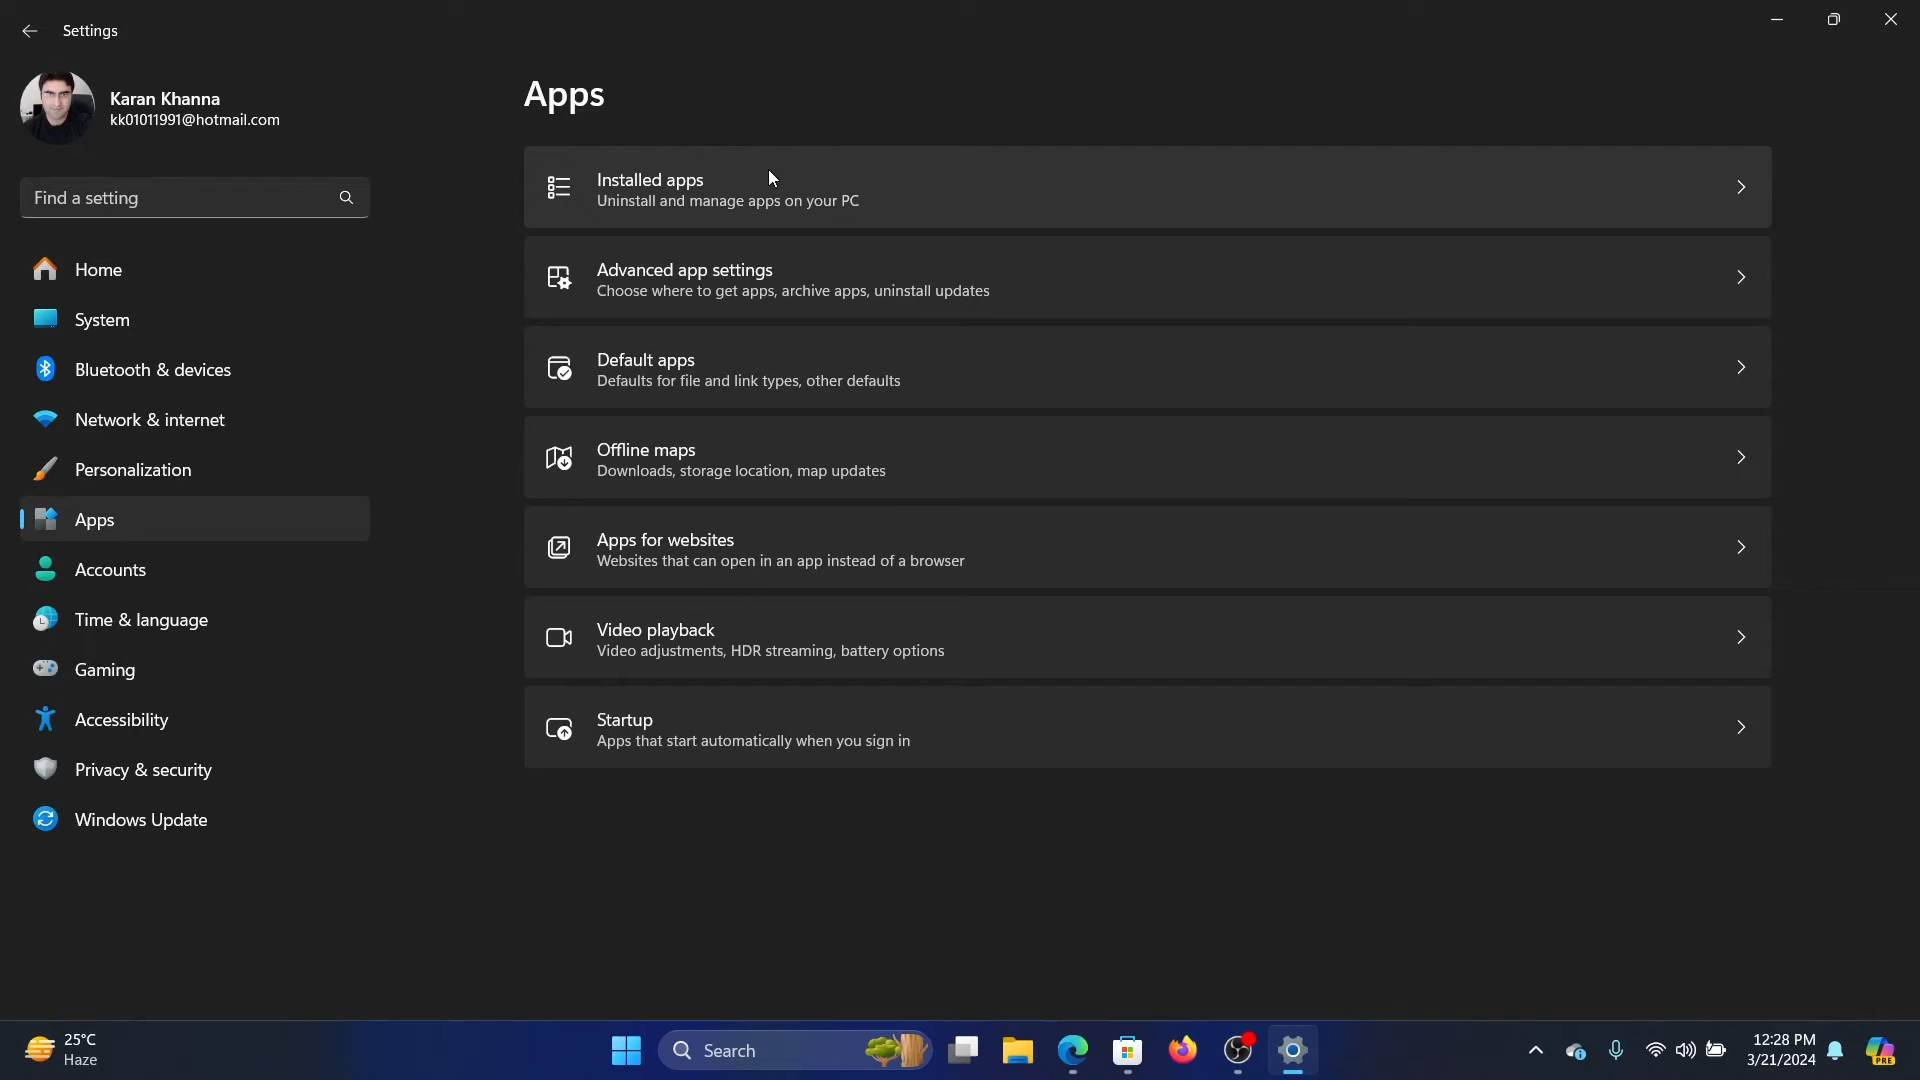 Settings
Karan Khanna
kk01011991@hotmail.com
Find a setting
Home
System
Bluetooth & devices
Network & internet
Personalization
Apps
Accounts
Time & language
Gaming
Accessibility
Privacy & security
Windows Update
Apps
Installed apps
Uninstall and manage apps on your PC
Advanced app settings
Choose where to get apps, archive apps, uninstall updates
Default apps
Defaults for file and link types, other defaults
Offline maps
Downloads, storage location, map updates
Apps for websites
Websites that can open in an app instead of a browser
Video playback
Video adjustments, HDR streaming, battery options
Startup
Apps that start automatically when you sign in
25°C
Haze
Search
12:28 PM
3/21/2024
PRE